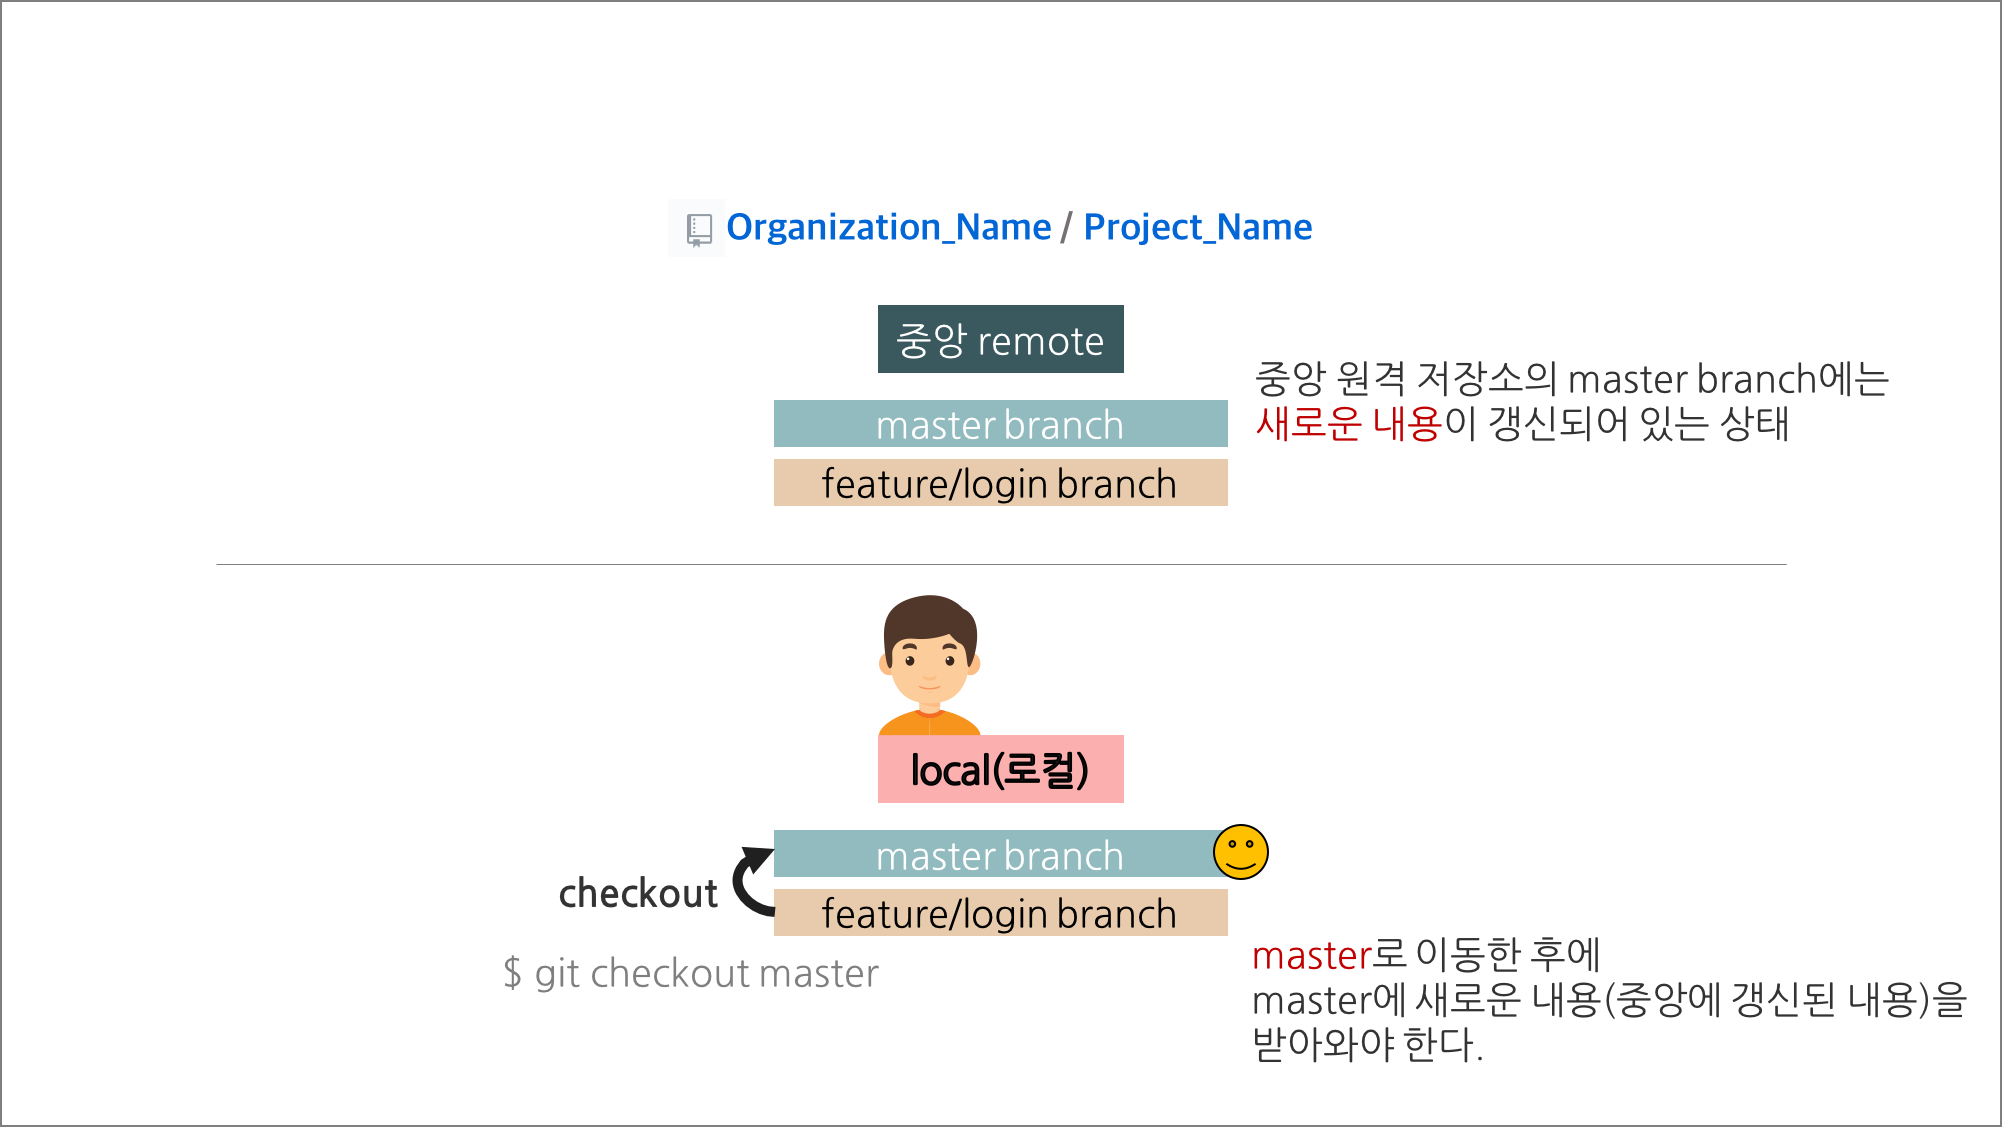 Organization_Name / Project_Name
중앙 remote
중앙 원격 저장소의 master branch에는
새로운 내용이 갱신되어 있는 상태
master branch
feature/login branch
local(로컬)
master branch
checkout
feature/login branch
$ git checkout master
master로 이동한 후에
master에 새로운 내용(중앙에 갱신된 내용)을
받아와야 한다.